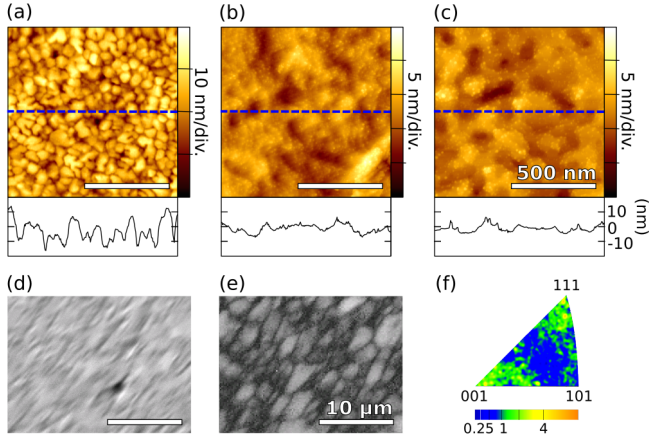 (a)
(b)
(c)
10 nm/div.
5 nm/div.
5 nm/div.
500 nm
10
0
-10
(nm)
(d)
(e)
(f)
10 μm
111
001
101
0.25 1 4